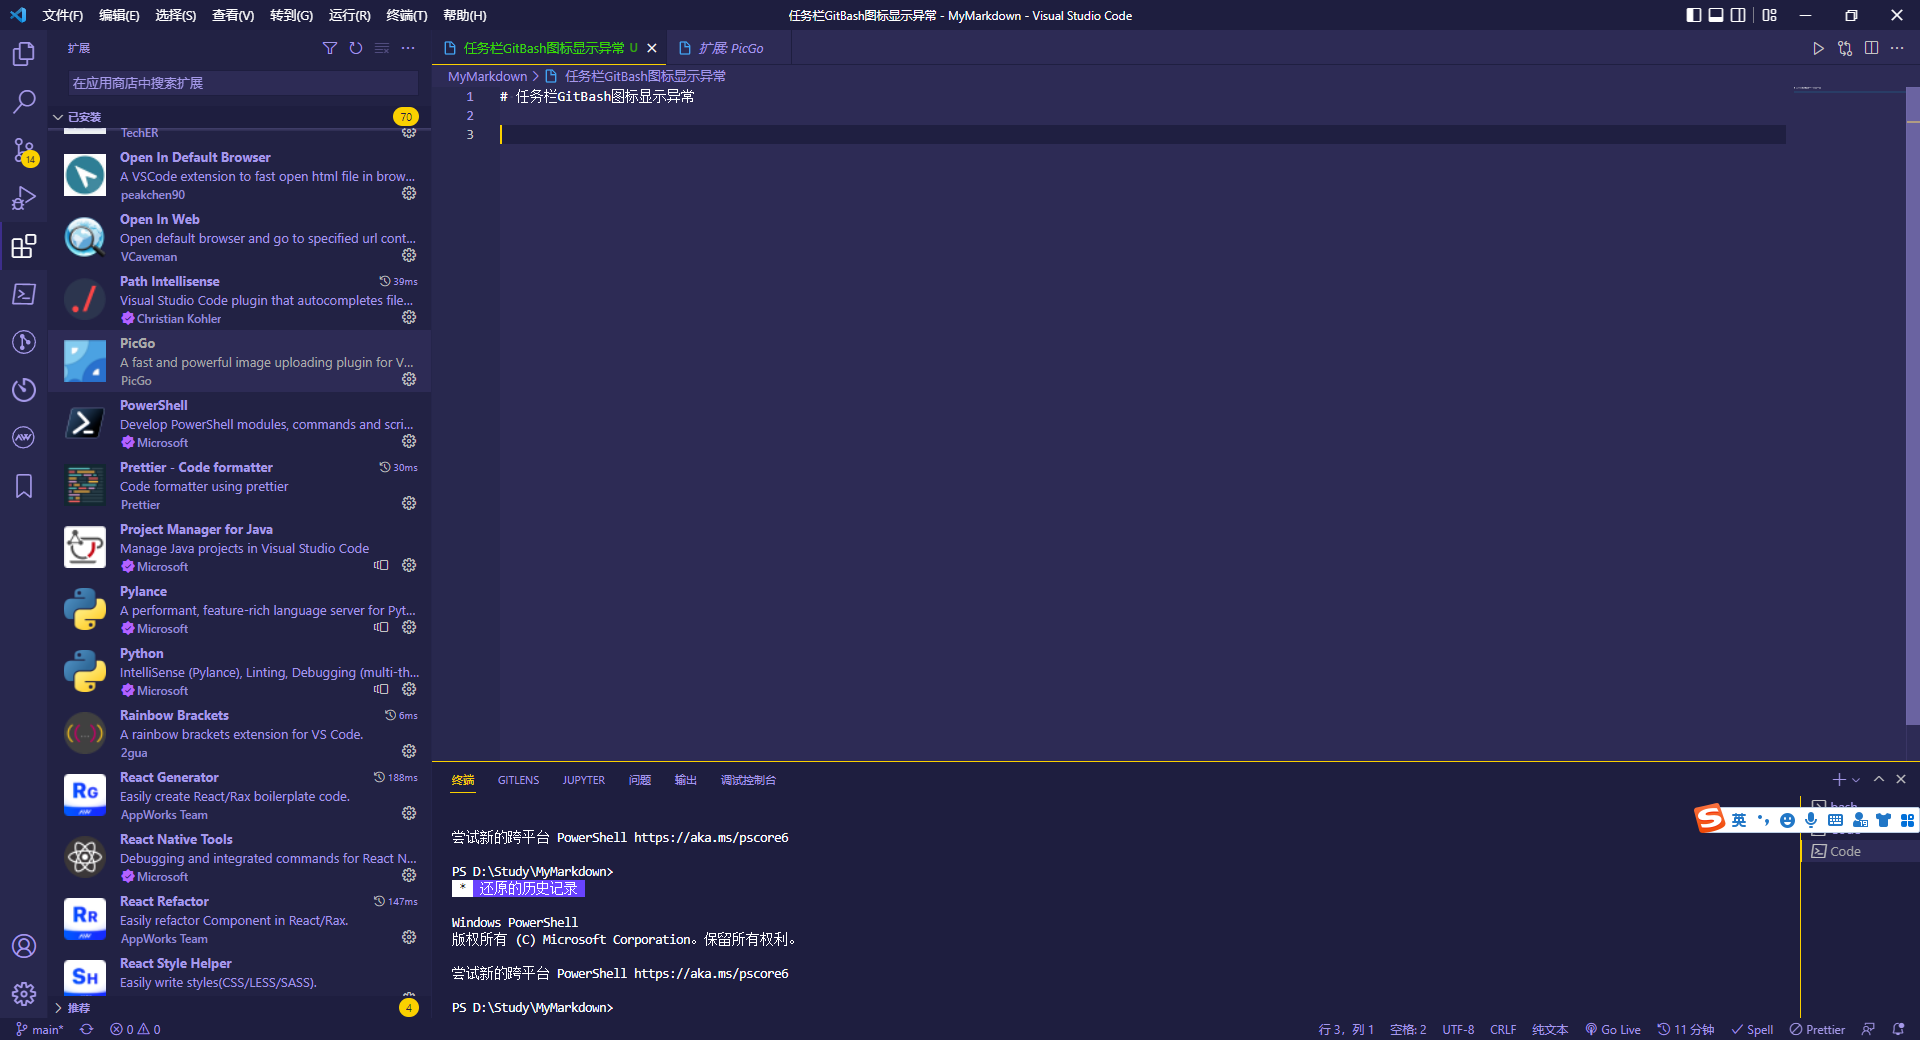 文件(F) 编辑(E) 选择(S) 查看(V) 转到(G) 运行(R) 终端(T) 帮助(H)
任务栏GitBash图标显示异常 - MyMarkdown - Visual Studio Code
扩展
在应用商店中搜索扩展
已安装 70
TechER
Open In Default Browser
A VSCode extension to fast open html file in brow...
peakchen90
Open In Web
Open default browser and go to specified url cont...
VCaveman
Path Intellisense 39ms
Visual Studio Code plugin that autocompletes file...
Christian Kohler
PicGo
A fast and powerful image uploading plugin for V...
PicGo
PowerShell
Develop PowerShell modules, commands and scri...
Microsoft
Prettier - Code formatter 30ms
Code formatter using prettier
Prettier
Project Manager for Java
Manage Java projects in Visual Studio Code
Microsoft
Pylance
A performant, feature-rich language server for Pyt...
Microsoft
Python
IntelliSense (Pylance), Linting, Debugging (multi-th...
Microsoft
Rainbow Brackets 6ms
A rainbow brackets extension for VS Code.
2gua
React Generator 188ms
Easily create React/Rax boilerplate code.
AppWorks Team
React Native Tools
Debugging and integrated commands for React N...
Microsoft
React Refactor 147ms
Easily refactor Component in React/Rax.
AppWorks Team
React Style Helper
Easily write styles(CSS/LESS/SASS).
推荐 4
14
任务栏GitBash图标显示异常 U
扩展: PicGo
MyMarkdown > 任务栏GitBash图标显示异常
1 # 任务栏GitBash图标显示异常
2
3
终端 GITLENS JUPYTER 问题 输出 调试控制台
尝试新的跨平台 PowerShell https://aka.ms/pscore6
PS D:\Study\MyMarkdown>
* 还原的历史记录
Windows PowerShell
版权所有 (C) Microsoft Corporation。保留所有权利。
尝试新的跨平台 PowerShell https://aka.ms/pscore6
PS D:\Study\MyMarkdown>
bash
英
Code
main* 0 0
行 3，列 1 空格: 2 UTF-8 CRLF 纯文本 Go Live 11 分钟 Spell Prettier